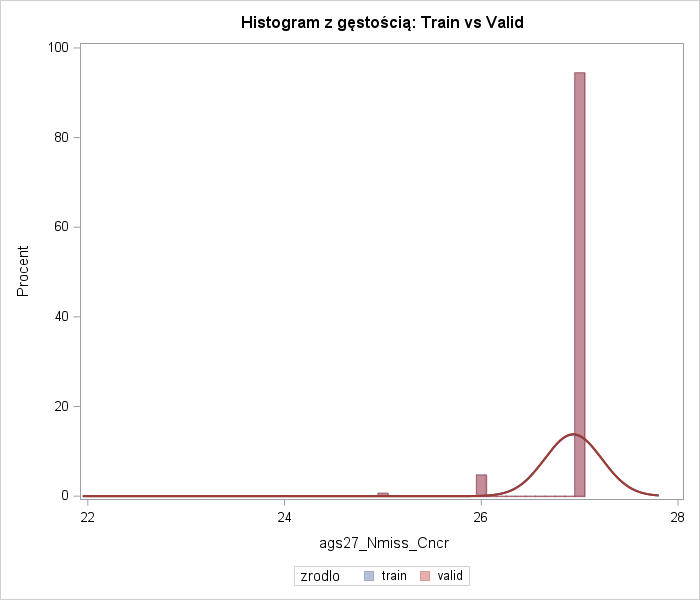 Histogram z gęstością: Train vs Valid
100
80
60
40
20
0
Procent
22 24 26 28
ags27_Nmiss_Cncr
zrodlo train valid